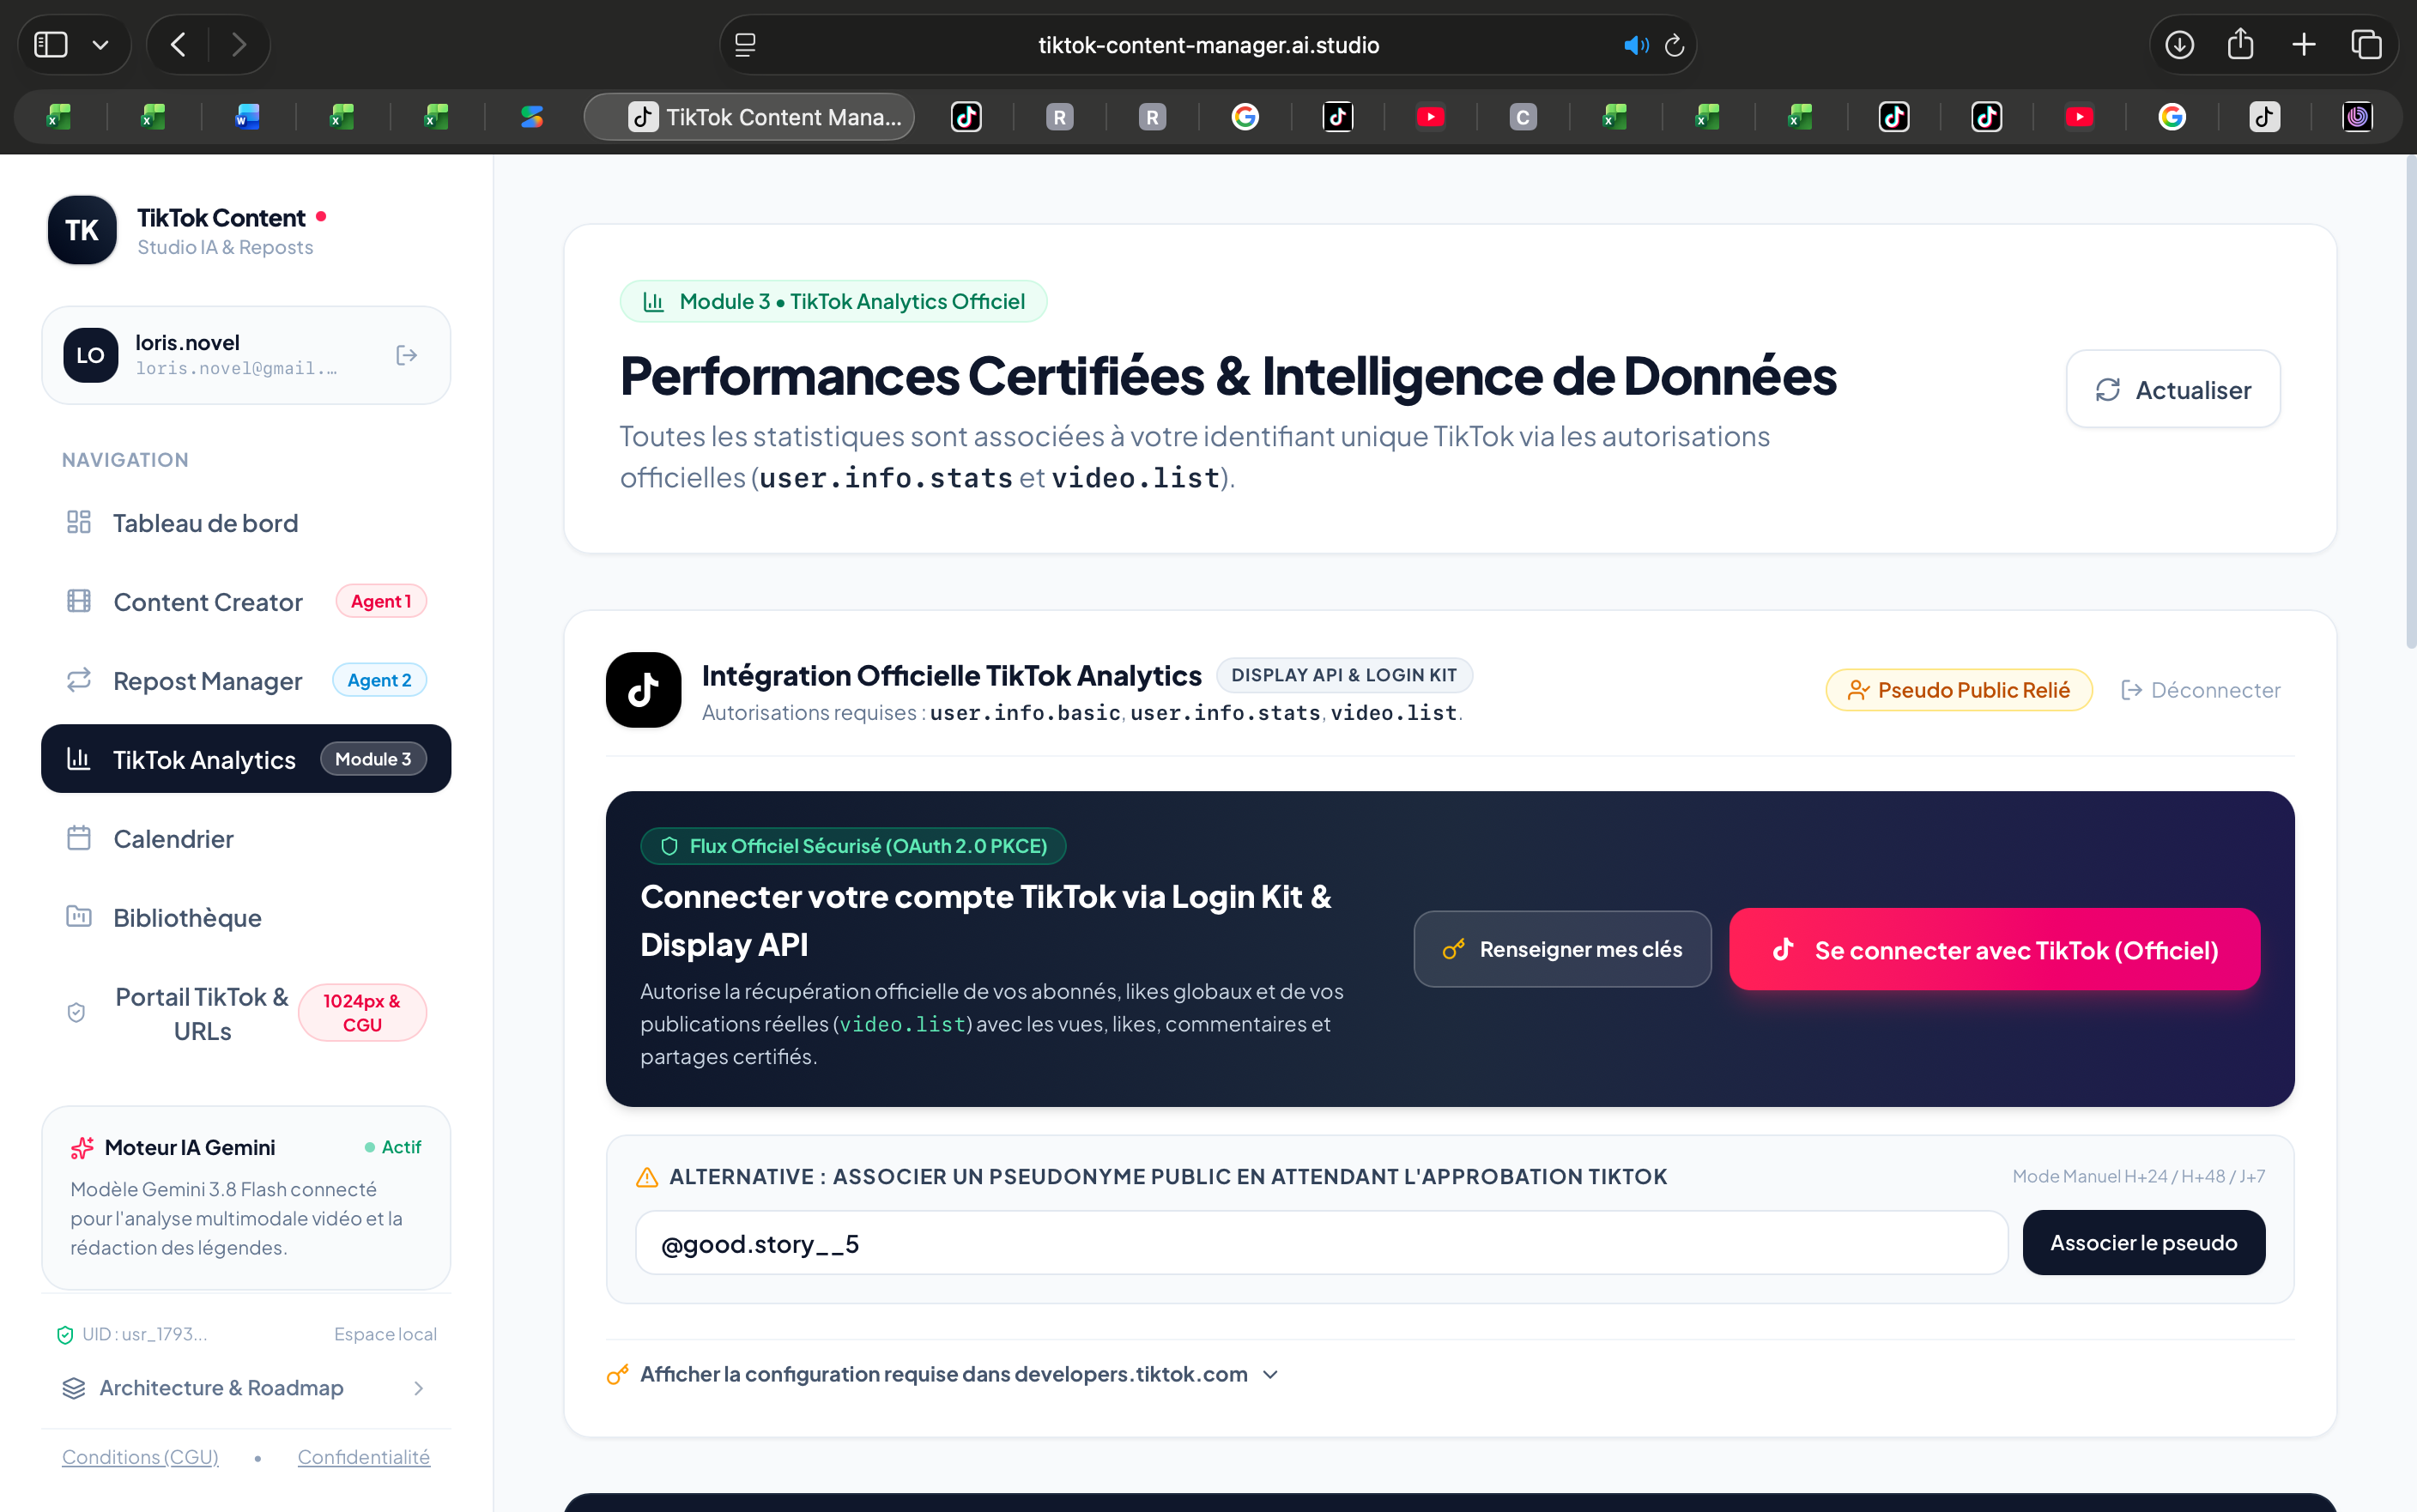 tiktok-content-manager.ai.studio
TikTok Content Mana...
R
R
C
TK
TikTok Content
Studio IA & Reposts
LO
loris.novel
loris.novel@gmail.…
NAVIGATION
Tableau de bord
Content Creator
Agent 1
Repost Manager
Agent 2
TikTok Analytics
Module 3
Calendrier
Bibliothèque
Portail TikTok &
URLs
1024px &
CGU
Moteur IA Gemini
Actif
Modèle Gemini 3.8 Flash connecté
pour l'analyse multimodale vidéo et la
rédaction des légendes.
UID : usr_1793...
Espace local
Architecture & Roadmap
Conditions (CGU)
•
Confidentialité
Module 3 • TikTok Analytics Officiel
Performances Certifiées & Intelligence de Données
Toutes les statistiques sont associées à votre identifiant unique TikTok via les autorisations
officielles (user.info.stats et video.list).
Actualiser
Intégration Officielle TikTok Analytics
DISPLAY API & LOGIN KIT
Autorisations requises : user.info.basic, user.info.stats, video.list.
Pseudo Public Relié
Déconnecter
Flux Officiel Sécurisé (OAuth 2.0 PKCE)
Connecter votre compte TikTok via Login Kit &
Display API
Autorise la récupération officielle de vos abonnés, likes globaux et de vos
publications réelles (video.list) avec les vues, likes, commentaires et
partages certifiés.
Renseigner mes clés
Se connecter avec TikTok (Officiel)
ALTERNATIVE : ASSOCIER UN PSEUDONYME PUBLIC EN ATTENDANT L'APPROBATION TIKTOK
Mode Manuel H+24 / H+48 / J+7
@good.story__5
Associer le pseudo
Afficher la configuration requise dans developers.tiktok.com